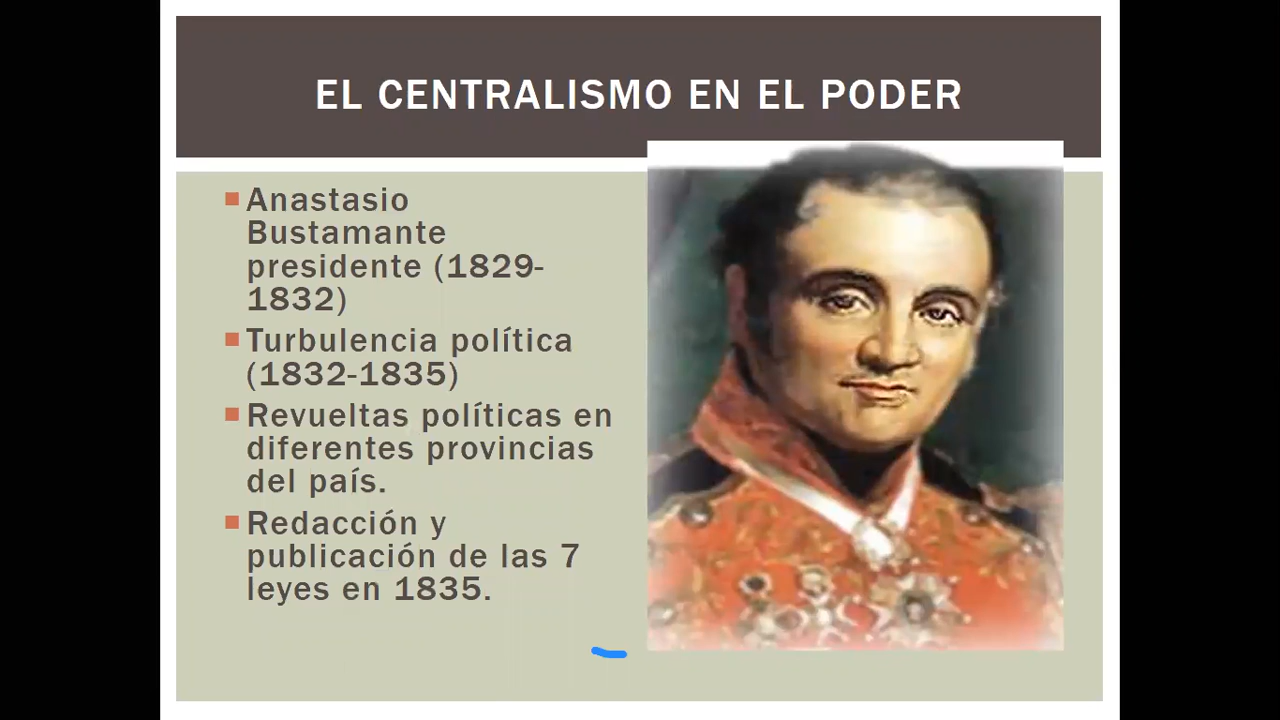 EL CENTRALISMO EN EL PODER
Anastasio
Bustamante
presidente (1829-
1832)
Turbulencia política
(1832-1835)
Revueltas políticas en
diferentes provincias
del país.
Redacción y
publicación de las 7
leyes en 1835.